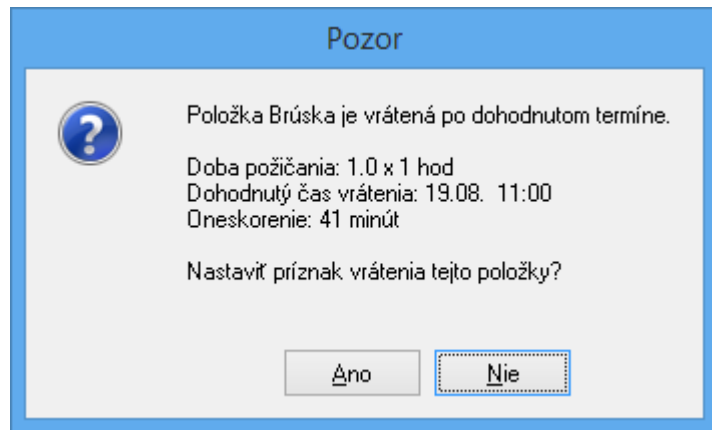 Pozor
Položka Brúska je vrátená po dohodnutom termíne.
Doba požičania: 1.0 x 1 hod
Dohodnutý čas vrátenia: 19.08.  11:00
Oneskorenie: 41 minút
Nastaviť príznak vrátenia tejto položky?
Ano
Nie